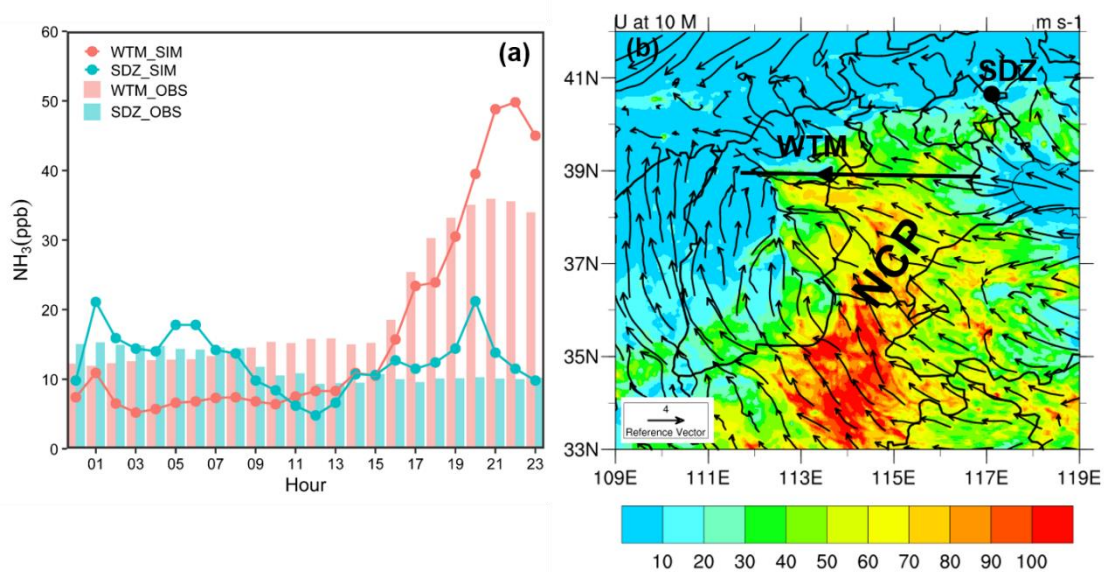 (a)
WTM_SIM
SDZ_SIM
WTM_OBS
SDZ_OBS
NH3(ppb)
60
50
40
30
20
10
0
01 03 05 07 09 11 13 15 17 19 21 23
Hour
U at 10 M m s-1
(b)
SDZ
WTM
NCP
41N
39N
37N
35N
33N
4
Reference Vector
109E 111E 113E 115E 117E 119E
10 20 30 40 50 60 70 80 90 100